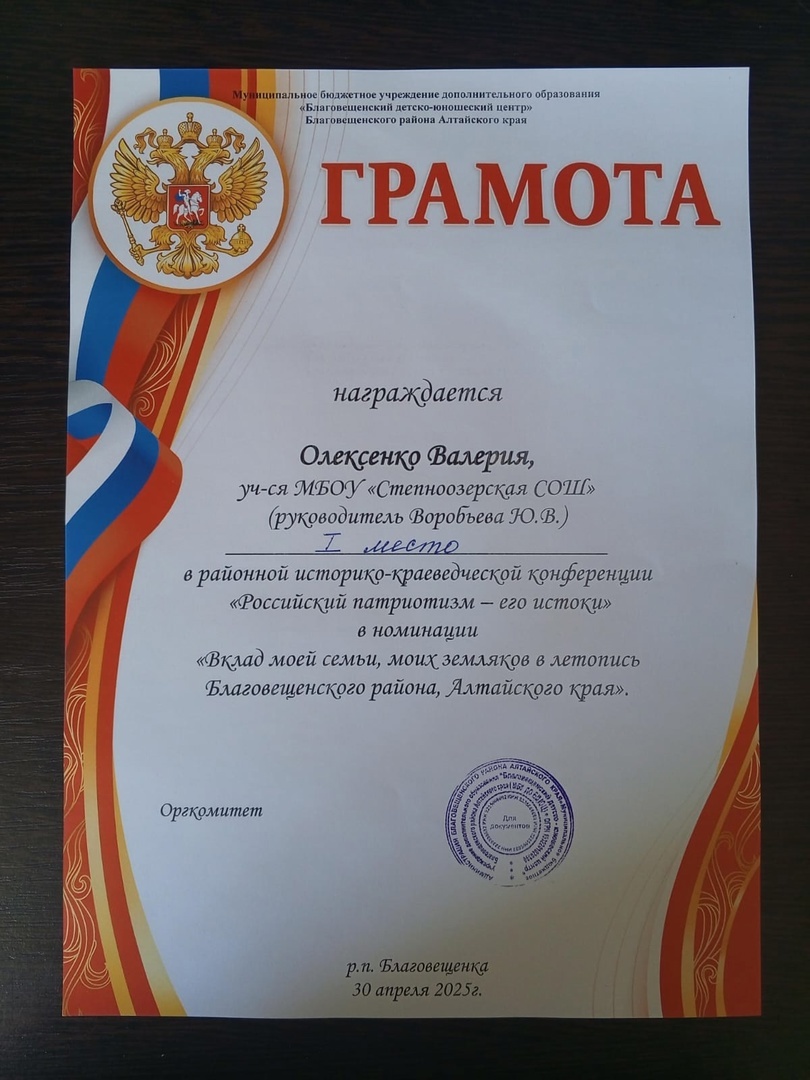 Муниципальное бюджетное учреждение дополнительного образования
«Благовещенский детско-юношеский центр»
Благовещенского района Алтайского края
ГРАМОТА
награждается
Олексенко Валерия,
уч-ся МБОУ «Степноозерская СОШ»
(руководитель Воробьева Ю.В.)
I место
в районной историко-краеведческой конференции
«Российский патриотизм – его истоки»
в номинации
«Вклад моей семьи, моих земляков в летопись
Благовещенского района, Алтайского края».
Оргкомитет
Для
документов
р.п. Благовещенка
30 апреля 2025г.